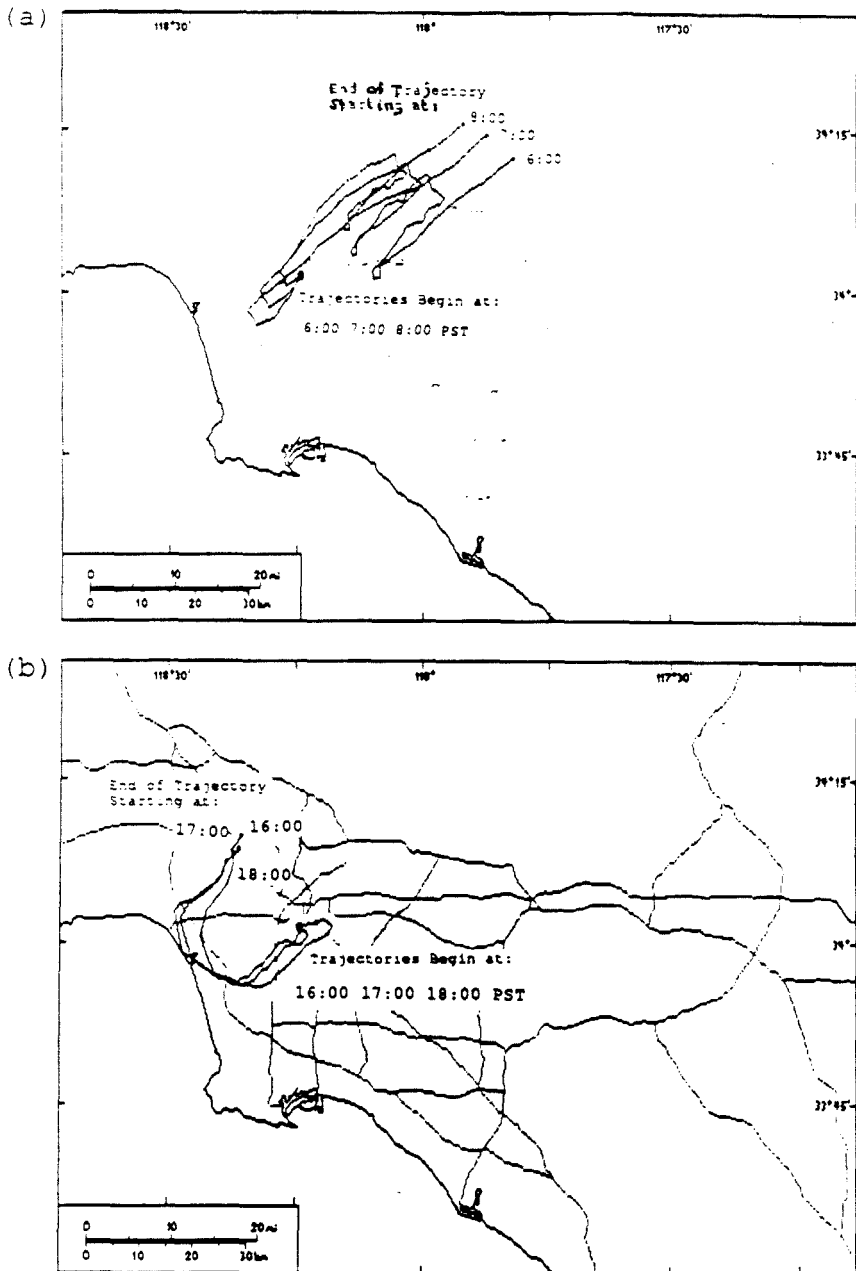 (a)
118°30' 118° 117°30'
End of Trajectory
Starting at:
8:00
7:00
6:00
34°15'
34°
Trajectories Begin at:
6:00 7:00 8:00 PST
33°45'
0 10 20 mi
0 10 20 30 km
(b)
118°30' 118° 117°30'
34°15'
End of Trajectory
Starting at:
17:00 16:00
18:00
34°
Trajectories Begin at:
16:00 17:00 18:00 PST
33°45'
0 10 20 mi
0 10 20 30 km